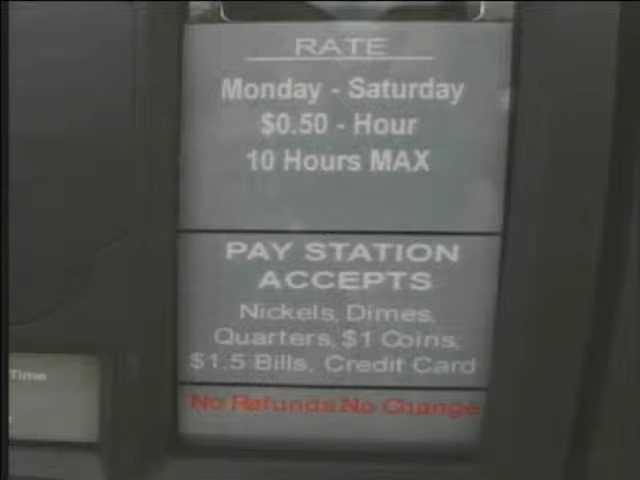 RATE
Monday - Saturday
$0.50 - Hour
10 Hours MAX
PAY STATION
ACCEPTS
Nickels, Dimes,
Quarters, $1 Coins,
$1,5 Bills, Credit Card
No Refunds No Change
Time